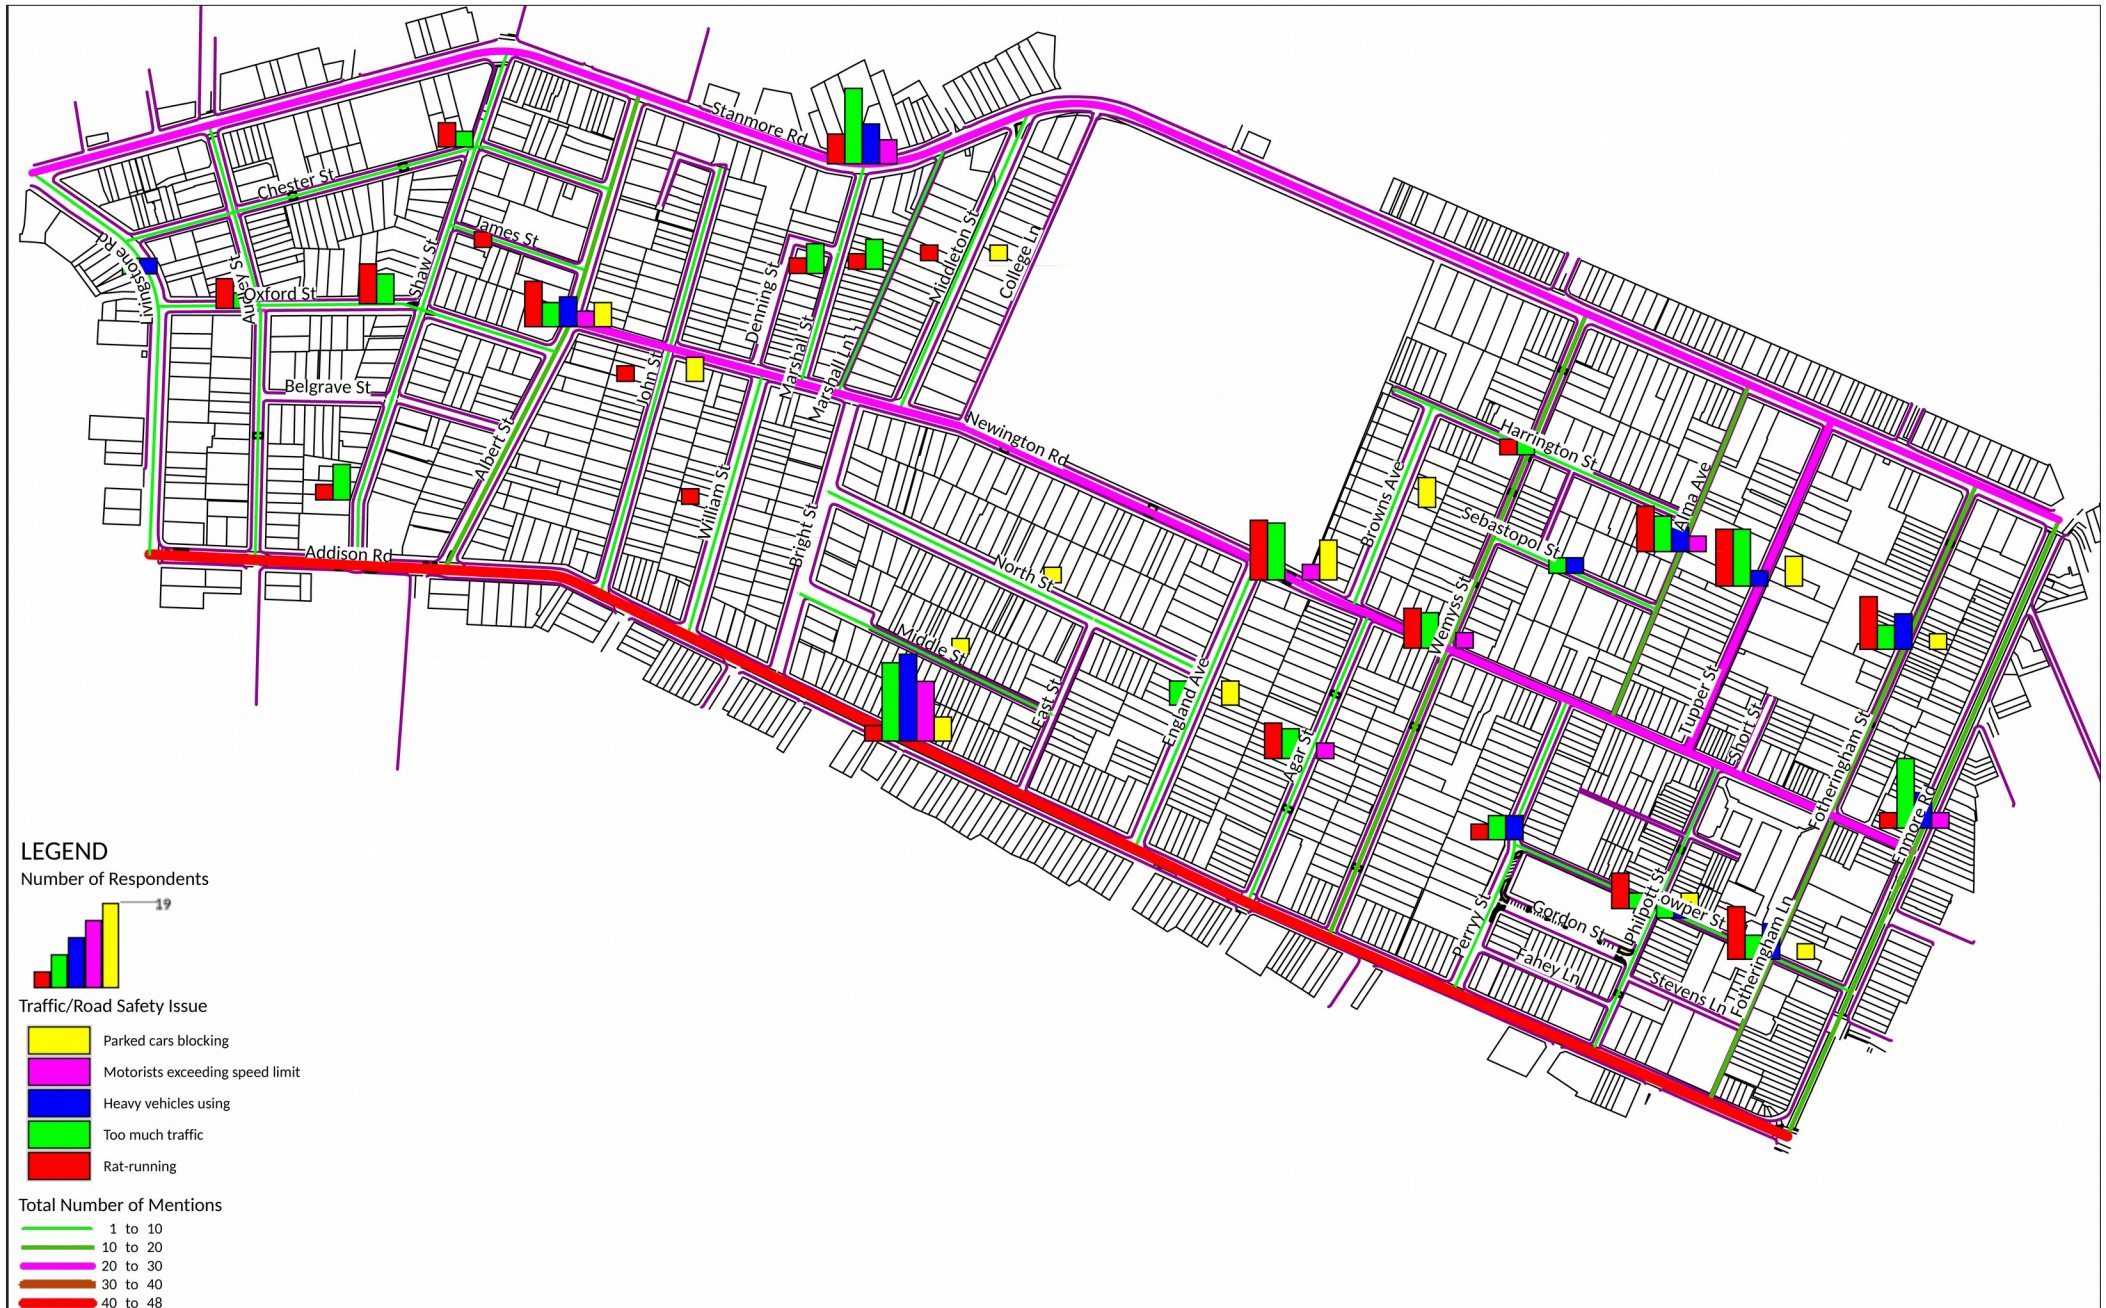 Stanmore Rd
Chester St
James St
Livingstone Rd
Audley St
Oxford St
Shaw St
Denning St
Middleton St
College Ln
Marshall St
Marshall Ln
John St
Belgrave St
Albert St
Newington Rd
Harrington St
William St
Browns Ave
Alma Ave
Bright St
Sebastopol St
Addison Rd
North St
Wemyss St
Middle St
East St
England Ave
Tupper St
Short St
Agar St
Fotheringham St
Enmore Rd
Philpott St
Cowper St
Perry St
Gordon St
Fotheringham Ln
Fahey Ln
Stevens Ln
LEGEND
Number of Respondents
19
Traffic/Road Safety Issue
Parked cars blocking
Motorists exceeding speed limit
Heavy vehicles using
Too much traffic
Rat-running
Total Number of Mentions
1 to 10
10 to 20
20 to 30
30 to 40
40 to 48